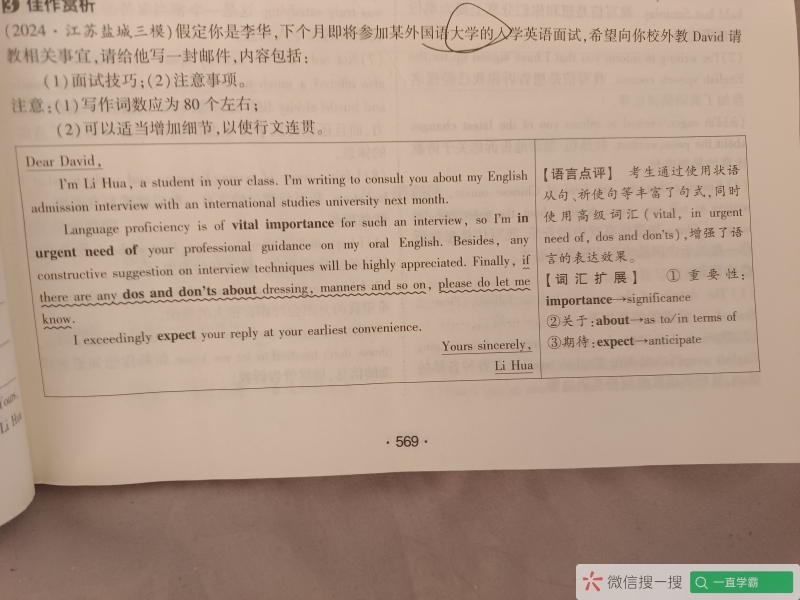 佳作赏析
(2024·江苏盐城三模)假定你是李华,下个月即将参加某外国语大学的入学英语面试,希望向你校外教 David 请
教相关事宜,请给他写一封邮件,内容包括:
(1)面试技巧;(2)注意事项。
注意:(1)写作词数应为 80 个左右;
(2)可以适当增加细节,以使行文连贯。
Dear David,
I'm Li Hua, a student in your class. I'm writing to consult you about my English
admission interview with an international studies university next month.
Language proficiency is of vital importance for such an interview, so I'm in
urgent need of your professional guidance on my oral English. Besides, any
constructive suggestion on interview techniques will be highly appreciated. Finally, if
there are any dos and don'ts about dressing, manners and so on, please do let me
know.
I exceedingly expect your reply at your earliest convenience.
Yours sincerely,
Li Hua
【语言点评】 考生通过使用状语
从句、祈使句等丰富了句式,同时
使用高级词汇(vital, in urgent
need of, dos and don'ts),增强了语
言的表达效果。
【词汇扩展】 ①重要性:
importance→significance
②关于:about→as to/in terms of
③期待:expect→anticipate
·569·
Yours
Li Hua
微信搜一搜
一直学霸